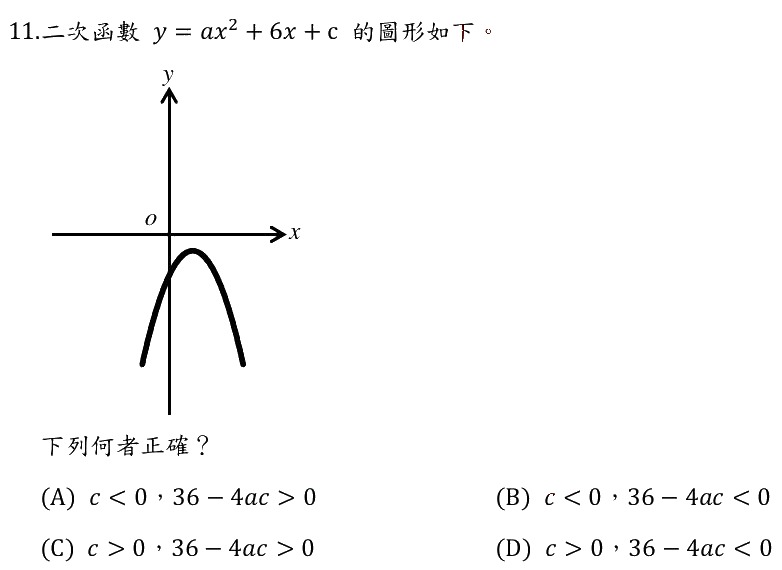 11.二次函數 y = ax² + 6x + c 的圖形如下。
y
o
x
下列何者正確？
(A) c < 0，36 − 4ac > 0 (B) c < 0，36 − 4ac < 0
(C) c > 0，36 − 4ac > 0 (D) c > 0，36 − 4ac < 0